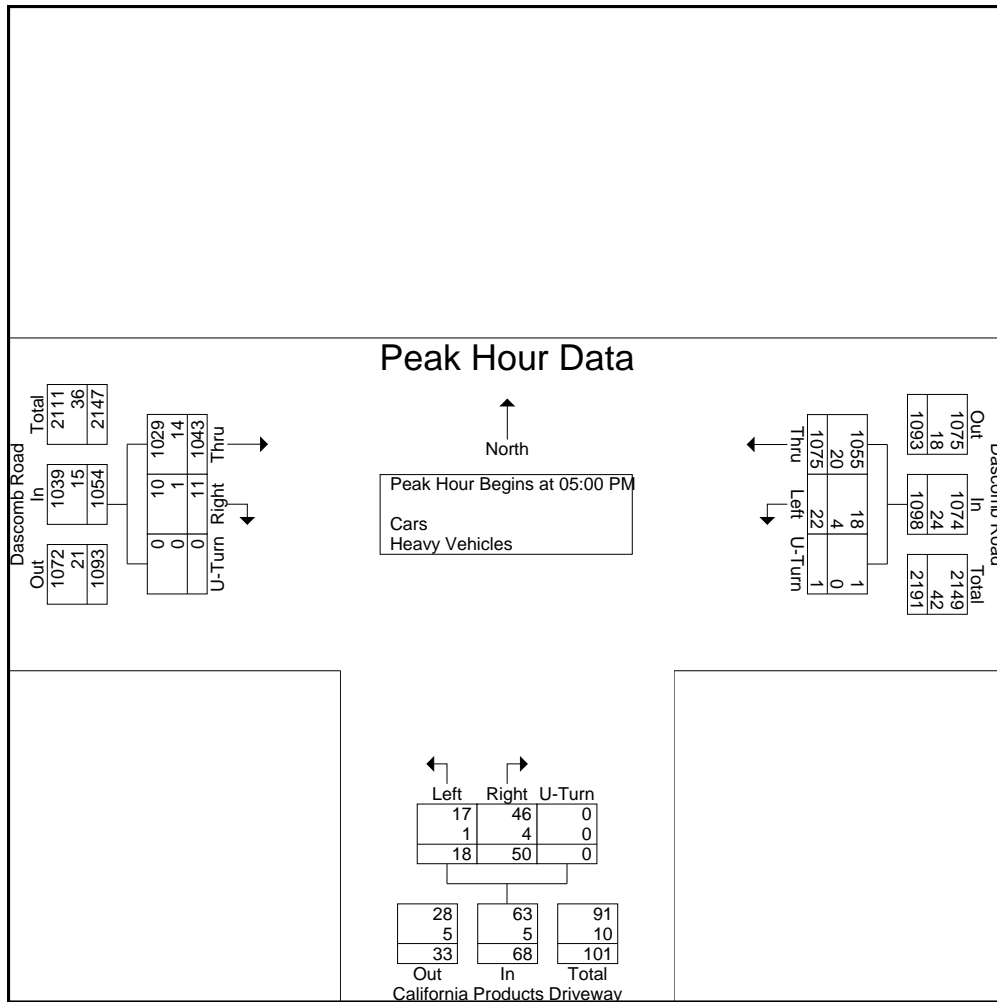 Peak Hour Data
North
Peak Hour Begins at 05:00 PM
Cars
Heavy Vehicles
Dascomb Road
Out In Total
1072 1039 2111
21 15 36
1093 1054 2147
U-Turn Right Thru
0 10 1029
0 1 14
0 11 1043
Dascomb Road
Out In Total
1075 1074 2149
18 24 42
1093 1098 2191
Thru Left U-Turn
1055 18 1
20 4 0
1075 22 1
Left Right U-Turn
17 46 0
1 4 0
18 50 0
28 63 91
5 5 10
33 68 101
Out In Total
California Products Driveway